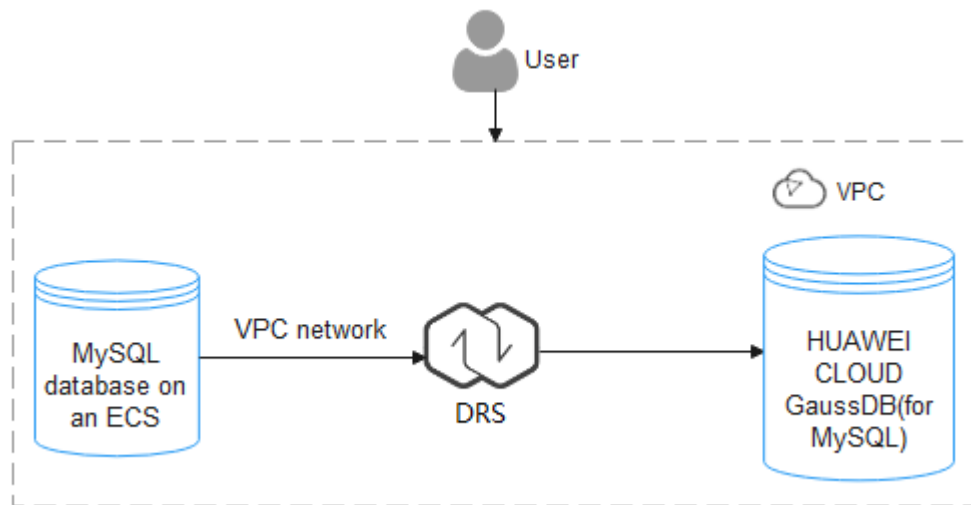 User
VPC
VPC network
MySQL
database on
an ECS
DRS
HUAWEI
CLOUD
GaussDB(for
MySQL)